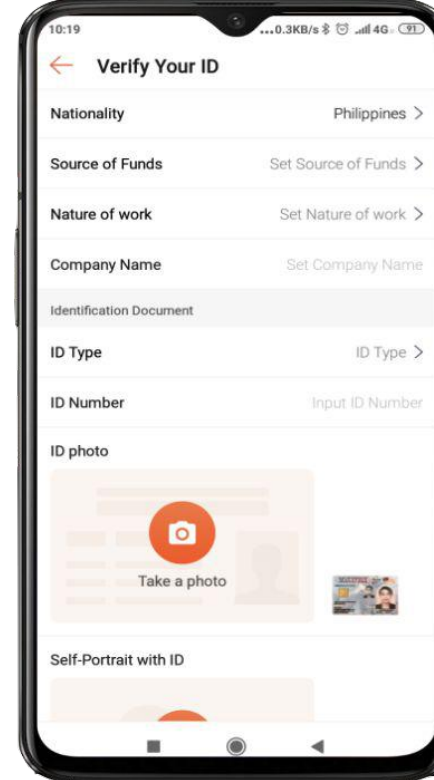 10:19 ...0.3KB/s 4G 91
Verify Your ID
Nationality Philippines >
Source of Funds Set Source of Funds >
Nature of work Set Nature of work >
Company Name Set Company Name
Identification Document
ID Type ID Type >
ID Number Input ID Number
ID photo
Take a photo
Self-Portrait with ID